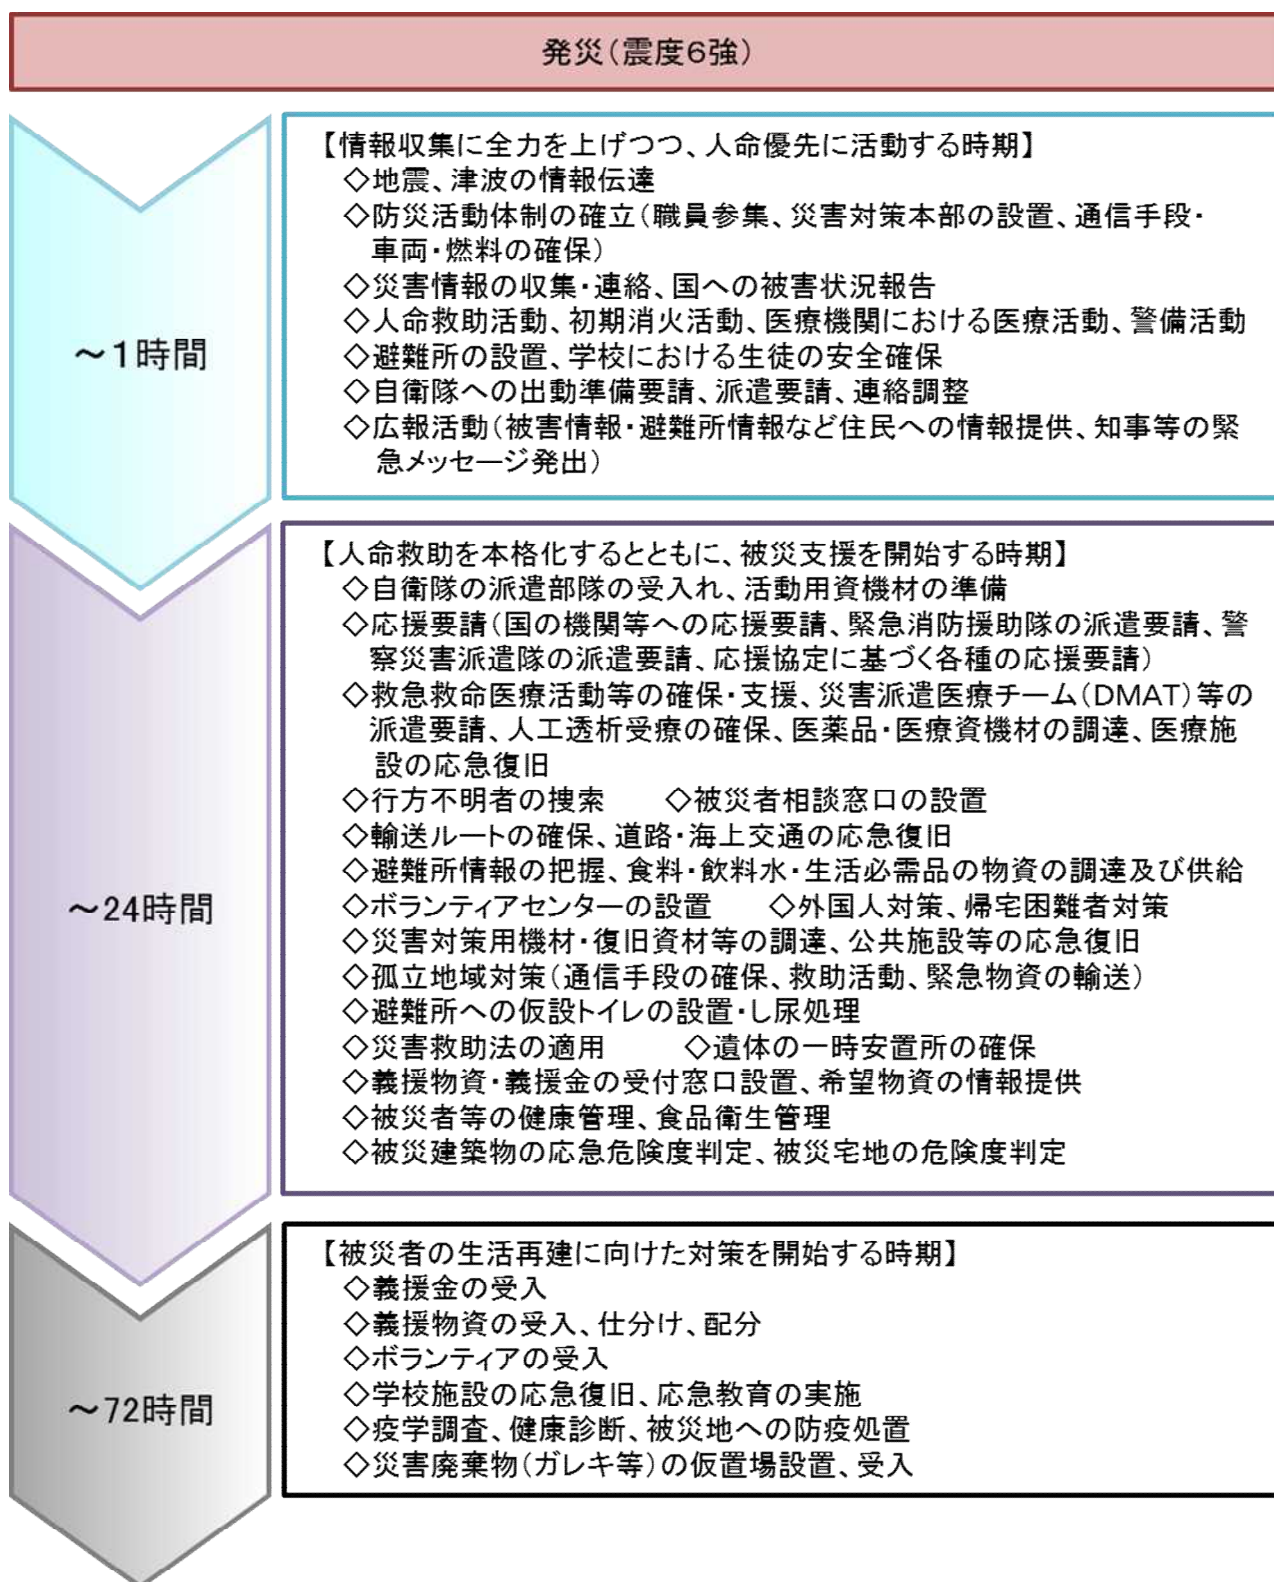 発災（震度６強）
～１時間
【情報収集に全力を上げつつ、人命優先に活動する時期】
◇地震、津波の情報伝達
◇防災活動体制の確立（職員参集、災害対策本部の設置、通信手段・
車両・燃料の確保）
◇災害情報の収集・連絡、国への被害状況報告
◇人命救助活動、初期消火活動、医療機関における医療活動、警備活動
◇避難所の設置、学校における生徒の安全確保
◇自衛隊への出動準備要請、派遣要請、連絡調整
◇広報活動（被害情報・避難所情報など住民への情報提供、知事等の緊
急メッセージ発出）
～24時間
【人命救助を本格化するとともに、被災支援を開始する時期】
◇自衛隊の派遣部隊の受入れ、活動用資機材の準備
◇応援要請（国の機関等への応援要請、緊急消防援助隊の派遣要請、警
察災害派遣隊の派遣要請、応援協定に基づく各種の応援要請）
◇救急救命医療活動等の確保・支援、災害派遣医療チーム（DMAT）等の
派遣要請、人工透析受療の確保、医薬品・医療資機材の調達、医療施
設の応急復旧
◇行方不明者の捜索　　◇被災者相談窓口の設置
◇輸送ルートの確保、道路・海上交通の応急復旧
◇避難所情報の把握、食料・飲料水・生活必需品の物資の調達及び供給
◇ボランティアセンターの設置　　◇外国人対策、帰宅困難者対策
◇災害対策用機材・復旧資材等の調達、公共施設等の応急復旧
◇孤立地域対策（通信手段の確保、救助活動、緊急物資の輸送）
◇避難所への仮設トイレの設置・し尿処理
◇災害救助法の適用　　◇遺体の一時安置所の確保
◇義援物資・義援金の受付窓口設置、希望物資の情報提供
◇被災者等の健康管理、食品衛生管理
◇被災建築物の応急危険度判定、被災宅地の危険度判定
～72時間
【被災者の生活再建に向けた対策を開始する時期】
◇義援金の受入
◇義援物資の受入、仕分け、配分
◇ボランティアの受入
◇学校施設の応急復旧、応急教育の実施
◇疫学調査、健康診断、被災地への防疫処置
◇災害廃棄物（ガレキ等）の仮置場設置、受入